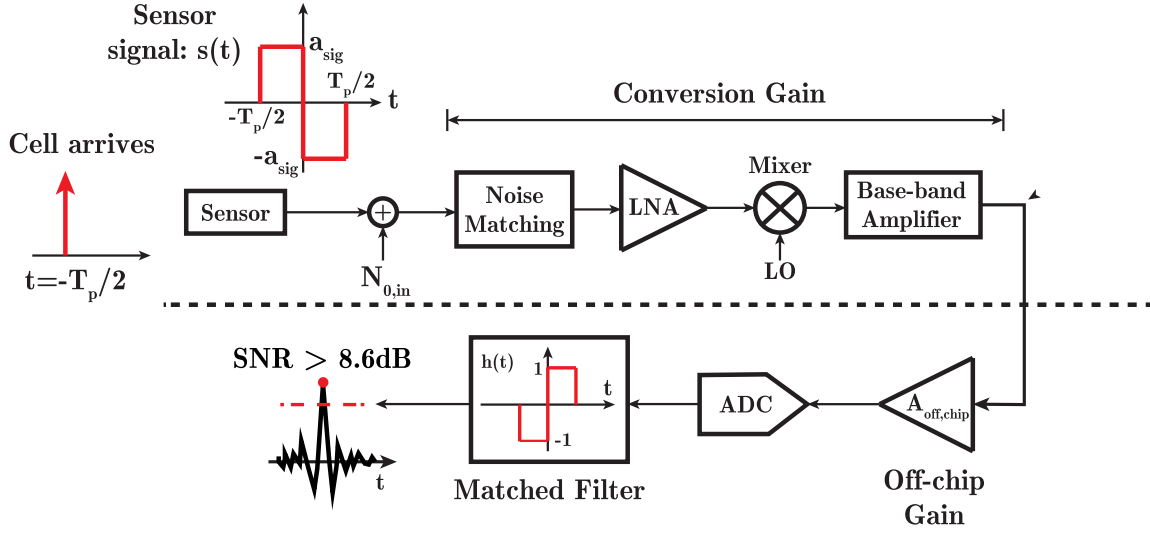 Sensor
signal: s(t)
a_sig
T_p/2
t
-T_p/2
-a_sig
Conversion Gain
Cell arrives
t=-T_p/2
Sensor
+
N_0,in
Noise
Matching
LNA
Mixer
LO
Base-band
Amplifier
SNR > 8.6dB
t
h(t)
1
t
-1
Matched Filter
ADC
A_off,chip
Off-chip
Gain